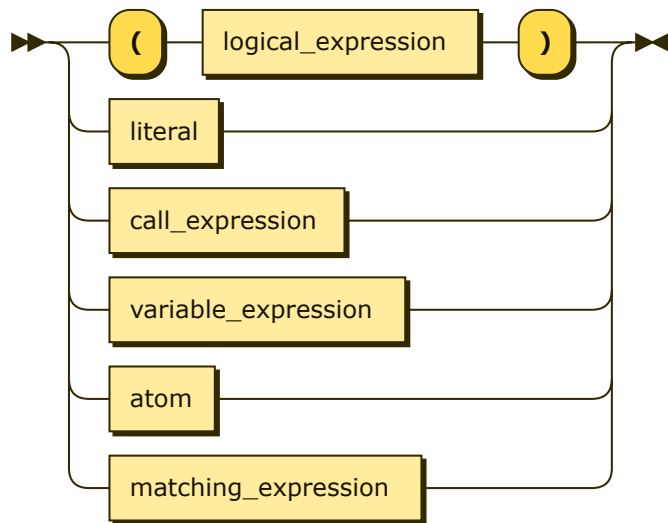 ( logical_expression )
literal
call_expression
variable_expression
atom
matching_expression